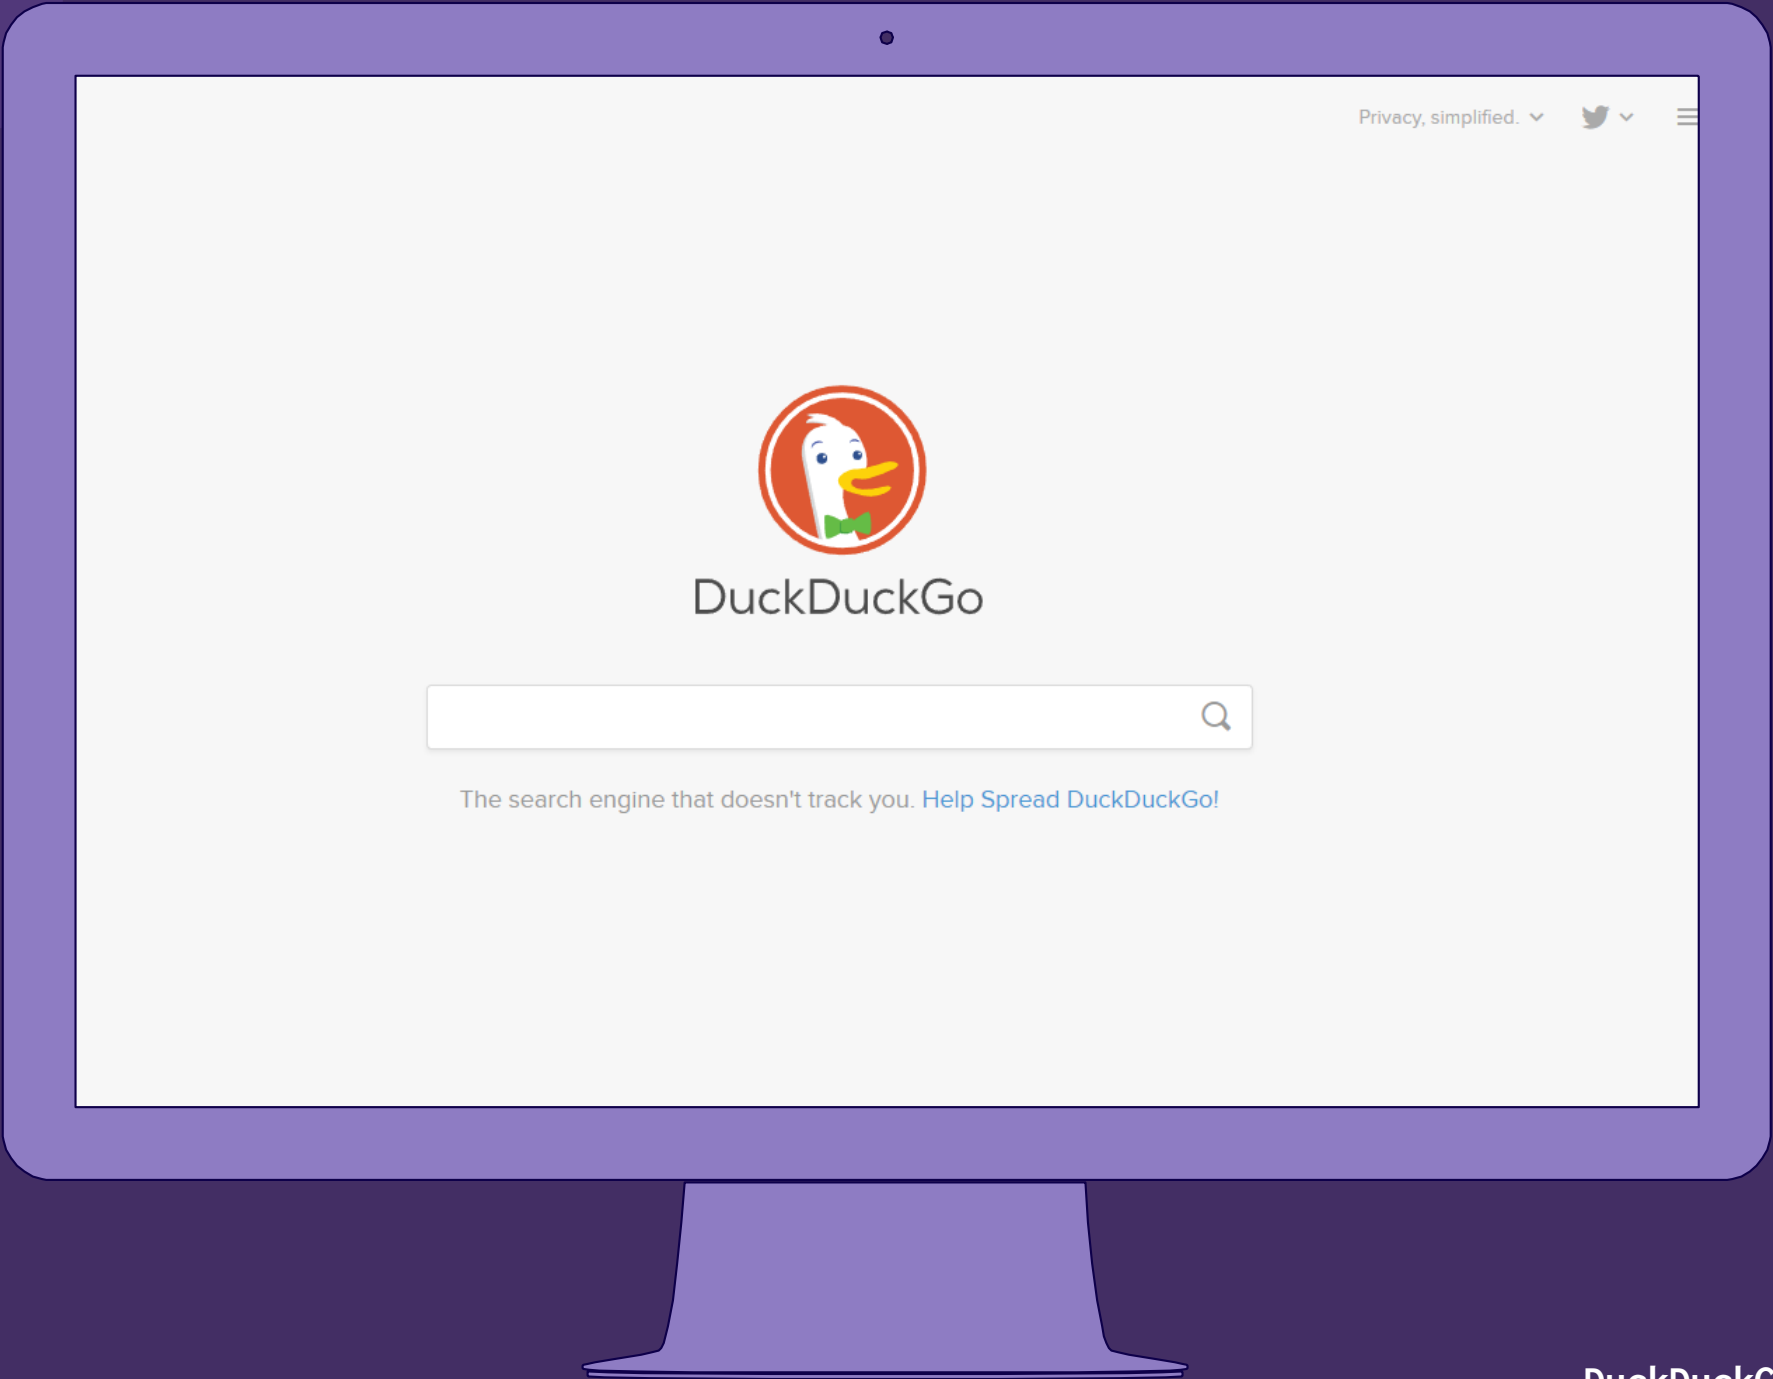 Privacy, simplified.
DuckDuckGo
The search engine that doesn't track you. Help Spread DuckDuckGo!